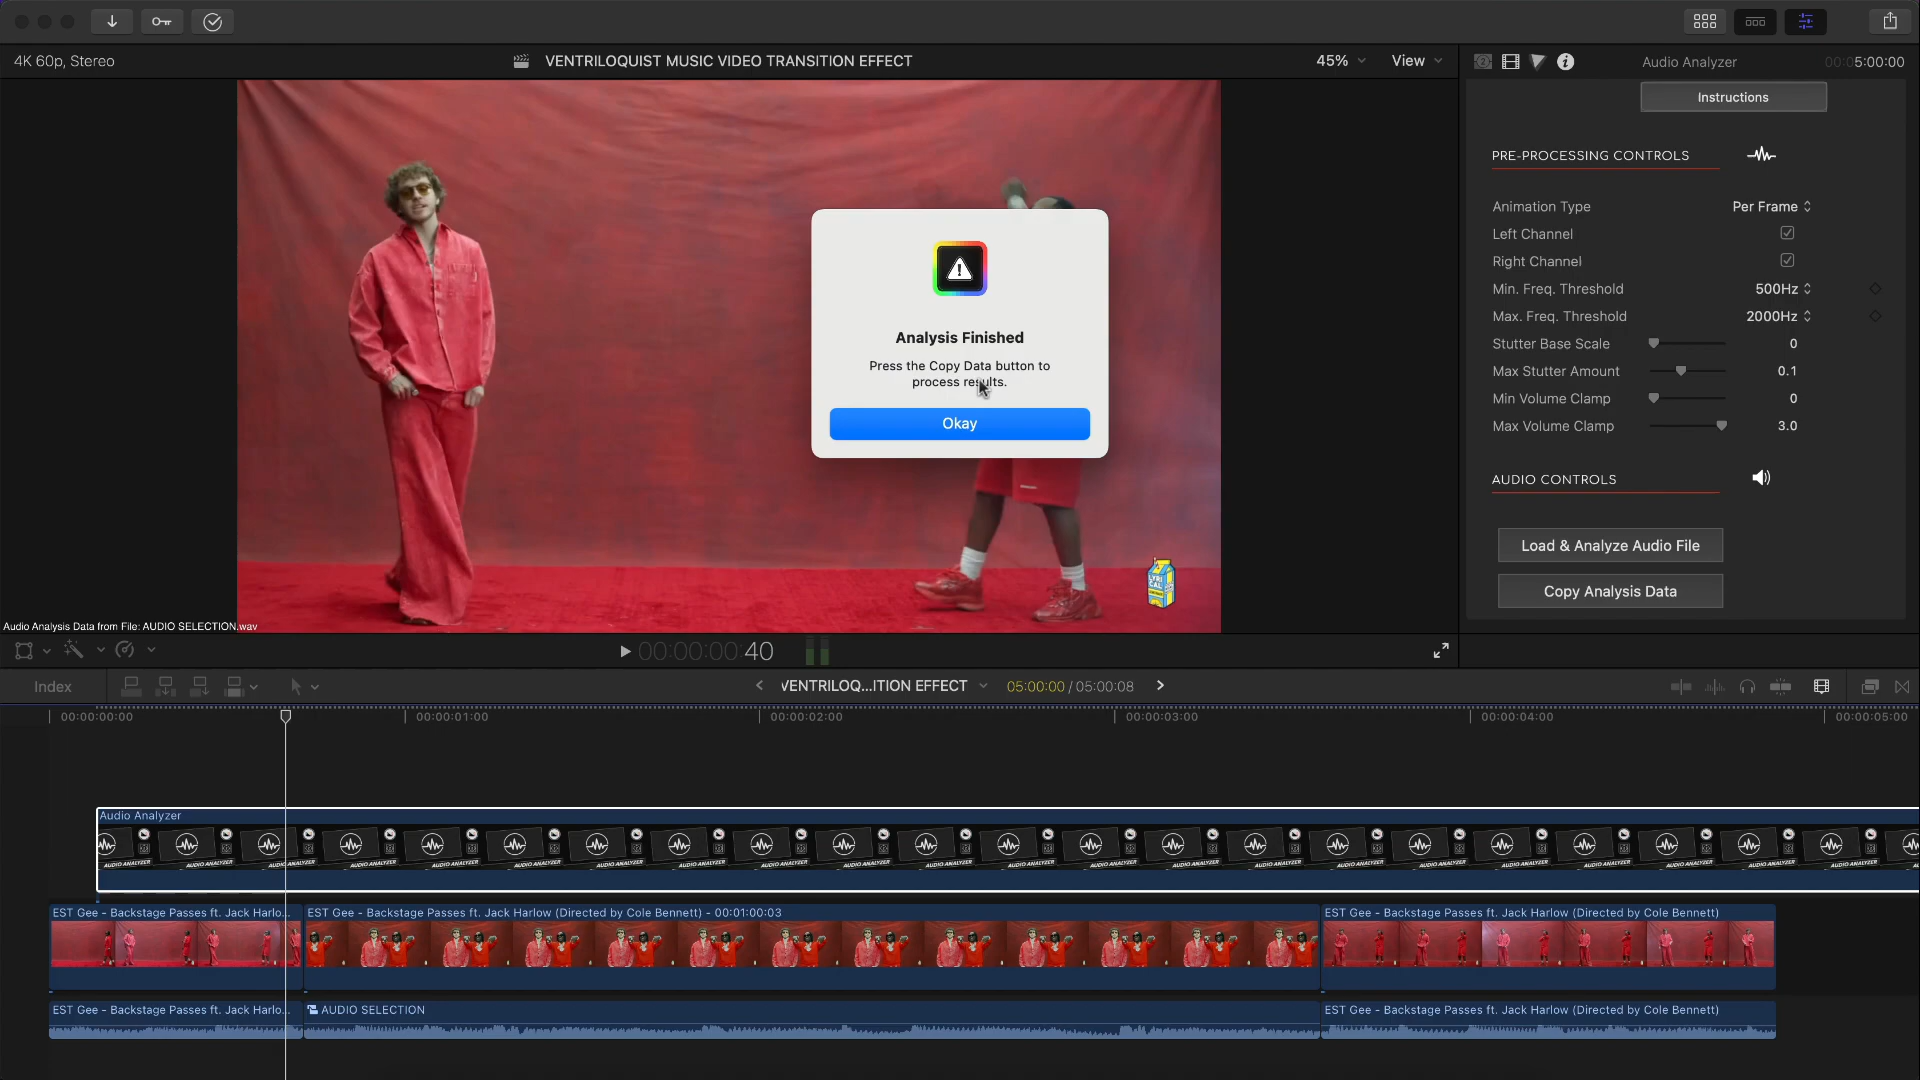 4K 60p, Stereo
VENTRILOQUIST MUSIC VIDEO TRANSITION EFFECT
45%
View
Audio Analyzer
00:05:00:00
Instructions
PRE-PROCESSING CONTROLS
Animation Type
Per Frame
Left Channel
Right Channel
Min. Freq. Threshold
500Hz
Max. Freq. Threshold
2000Hz
Stutter Base Scale
0
Max Stutter Amount
0.1
Min Volume Clamp
0
Max Volume Clamp
3.0
AUDIO CONTROLS
Load & Analyze Audio File
Copy Analysis Data
Analysis Finished
Press the Copy Data button to
process results.
Okay
LYRI
CAL
Audio Analysis Data from File: AUDIO SELECTION.wav
00:00:00:40
Index
VENTRILOQ...ITION EFFECT
05:00:00 / 05:00:08
00:00:00:00
00:00:01:00
00:00:02:00
00:00:03:00
00:00:04:00
00:00:05:00
Audio Analyzer
AUDIO ANALYZER
EST Gee - Backstage Passes ft. Jack Harlo...
EST Gee - Backstage Passes ft. Jack Harlow (Directed by Cole Bennett) - 00:01:00:03
EST Gee - Backstage Passes ft. Jack Harlow (Directed by Cole Bennett)
EST Gee - Backstage Passes ft. Jack Harlo...
AUDIO SELECTION
EST Gee - Backstage Passes ft. Jack Harlow (Directed by Cole Bennett)